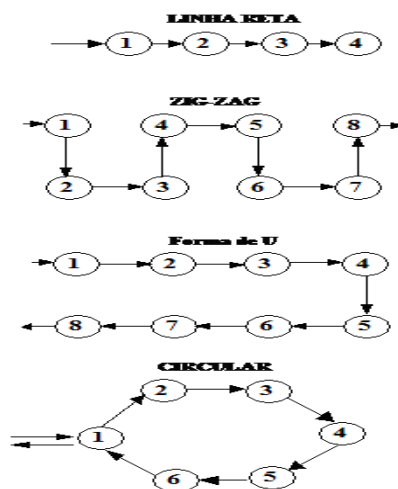 LINHA RETA
1 2 3 4
ZIG-ZAG
1 4 5 8
2 3 6 7
Forma de U
1 2 3 4
8 7 6 5
CIRCULAR
2 3
1 4
6 5